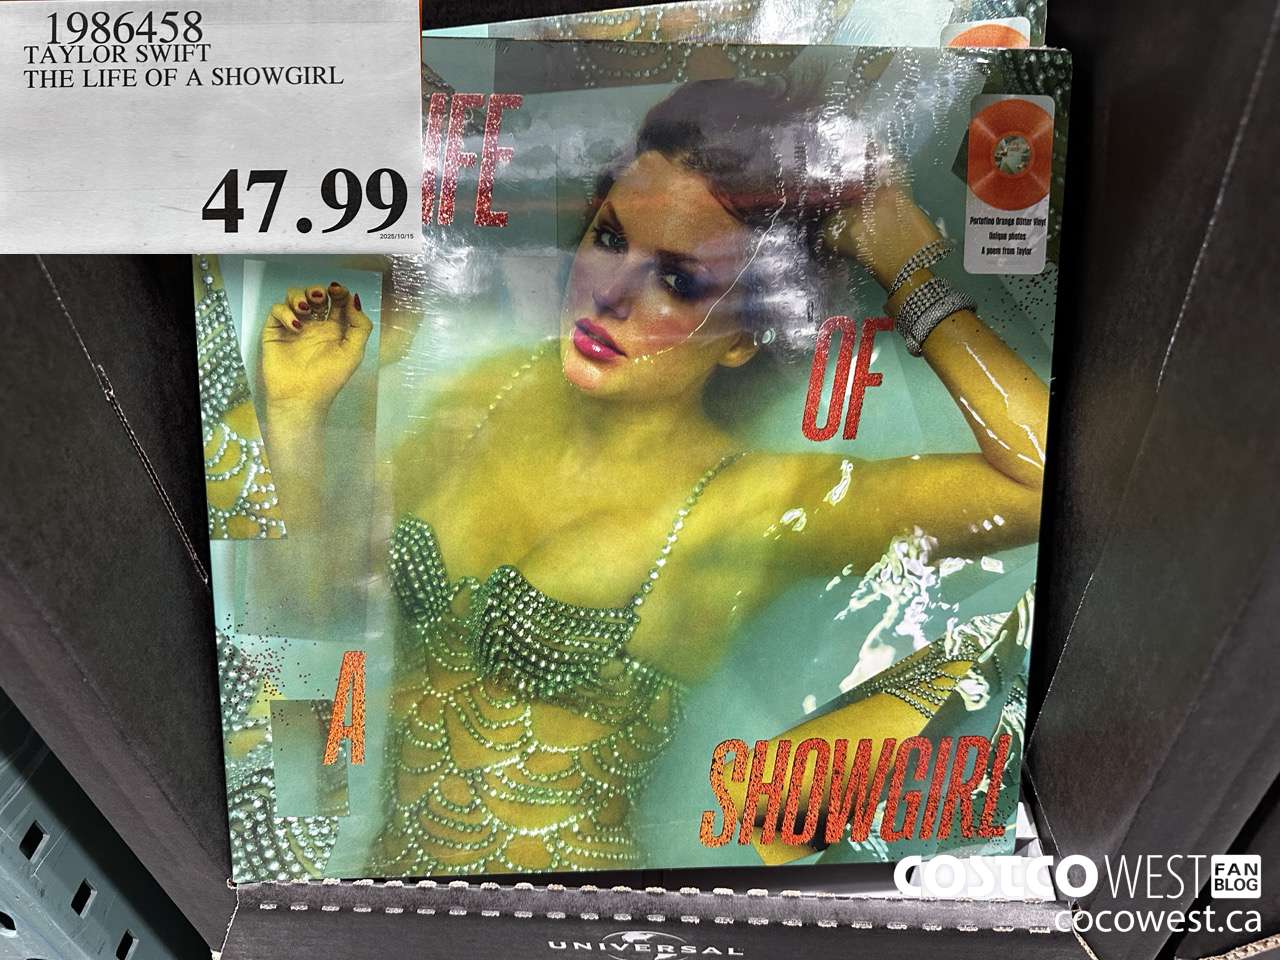 1986458
TAYLOR SWIFT
THE LIFE OF A SHOWGIRL
47.99
2025/10/15
IFE
OF
A
SHOWGIRL
Portofino Orange Glitter Vinyl
Unique photos
A poem from Taylor
COSTCO WEST FAN BLOG
cocowest.ca
UNIVERSAL